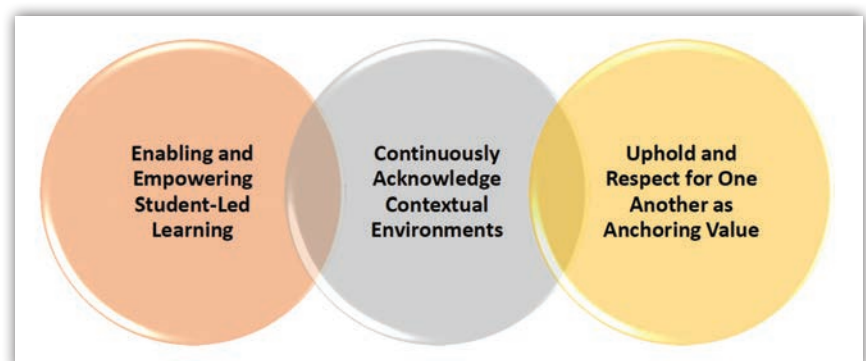 Enabling and
Empowering
Student-Led
Learning
Continuously
Acknowledge
Contextual
Environments
Uphold and
Respect for One
Another as
Anchoring Value